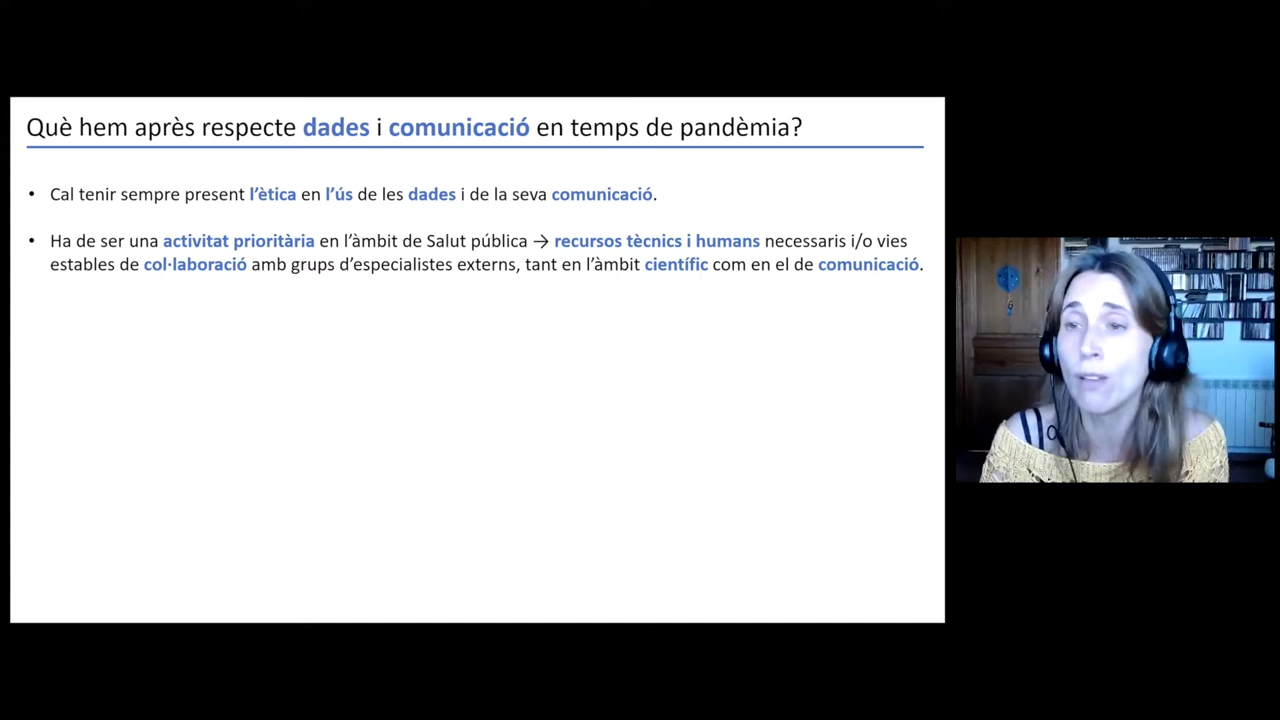 Què hem après respecte dades i comunicació en temps de pandèmia?
• Cal tenir sempre present l'ètica en l'ús de les dades i de la seva comunicació.
• Ha de ser una activitat prioritària en l'àmbit de Salut pública → recursos tècnics i humans necessaris i/o vies
estables de col·laboració amb grups d'especialistes externs, tant en l'àmbit científic com en el de comunicació.